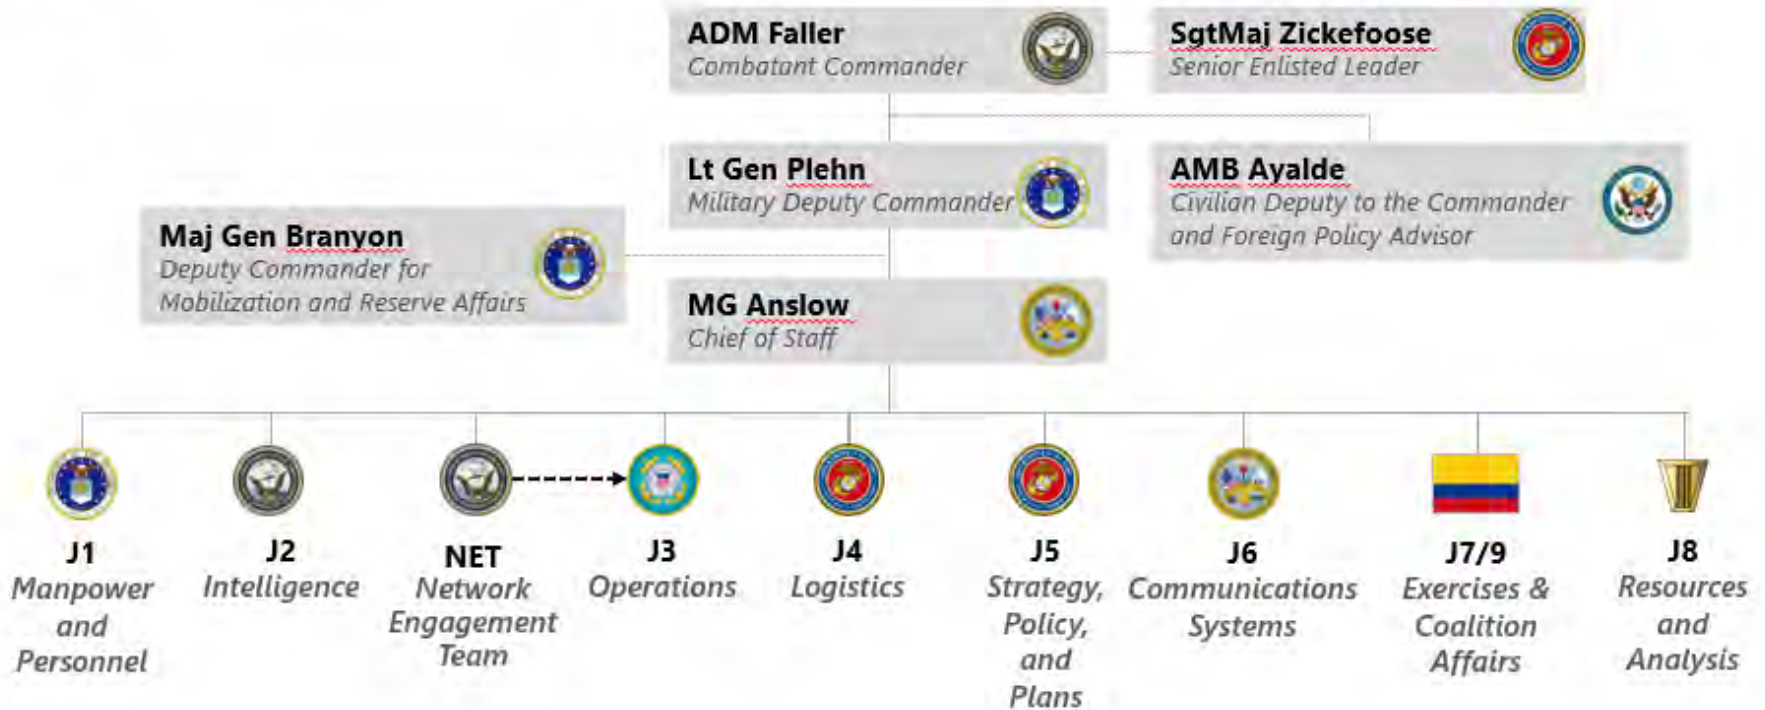 ADM Faller
Combatant Commander
SgtMaj Zickefoose
Senior Enlisted Leader
Lt Gen Plehn
Military Deputy Commander
AMB Ayalde
Civilian Deputy to the Commander
and Foreign Policy Advisor
Maj Gen Branyon
Deputy Commander for
Mobilization and Reserve Affairs
MG Anslow
Chief of Staff
J1
Manpower
and
Personnel
J2
Intelligence
NET
Network
Engagement
Team
J3
Operations
J4
Logistics
J5
Strategy,
Policy,
and
Plans
J6
Communications
Systems
J7/9
Exercises &
Coalition
Affairs
J8
Resources
and
Analysis